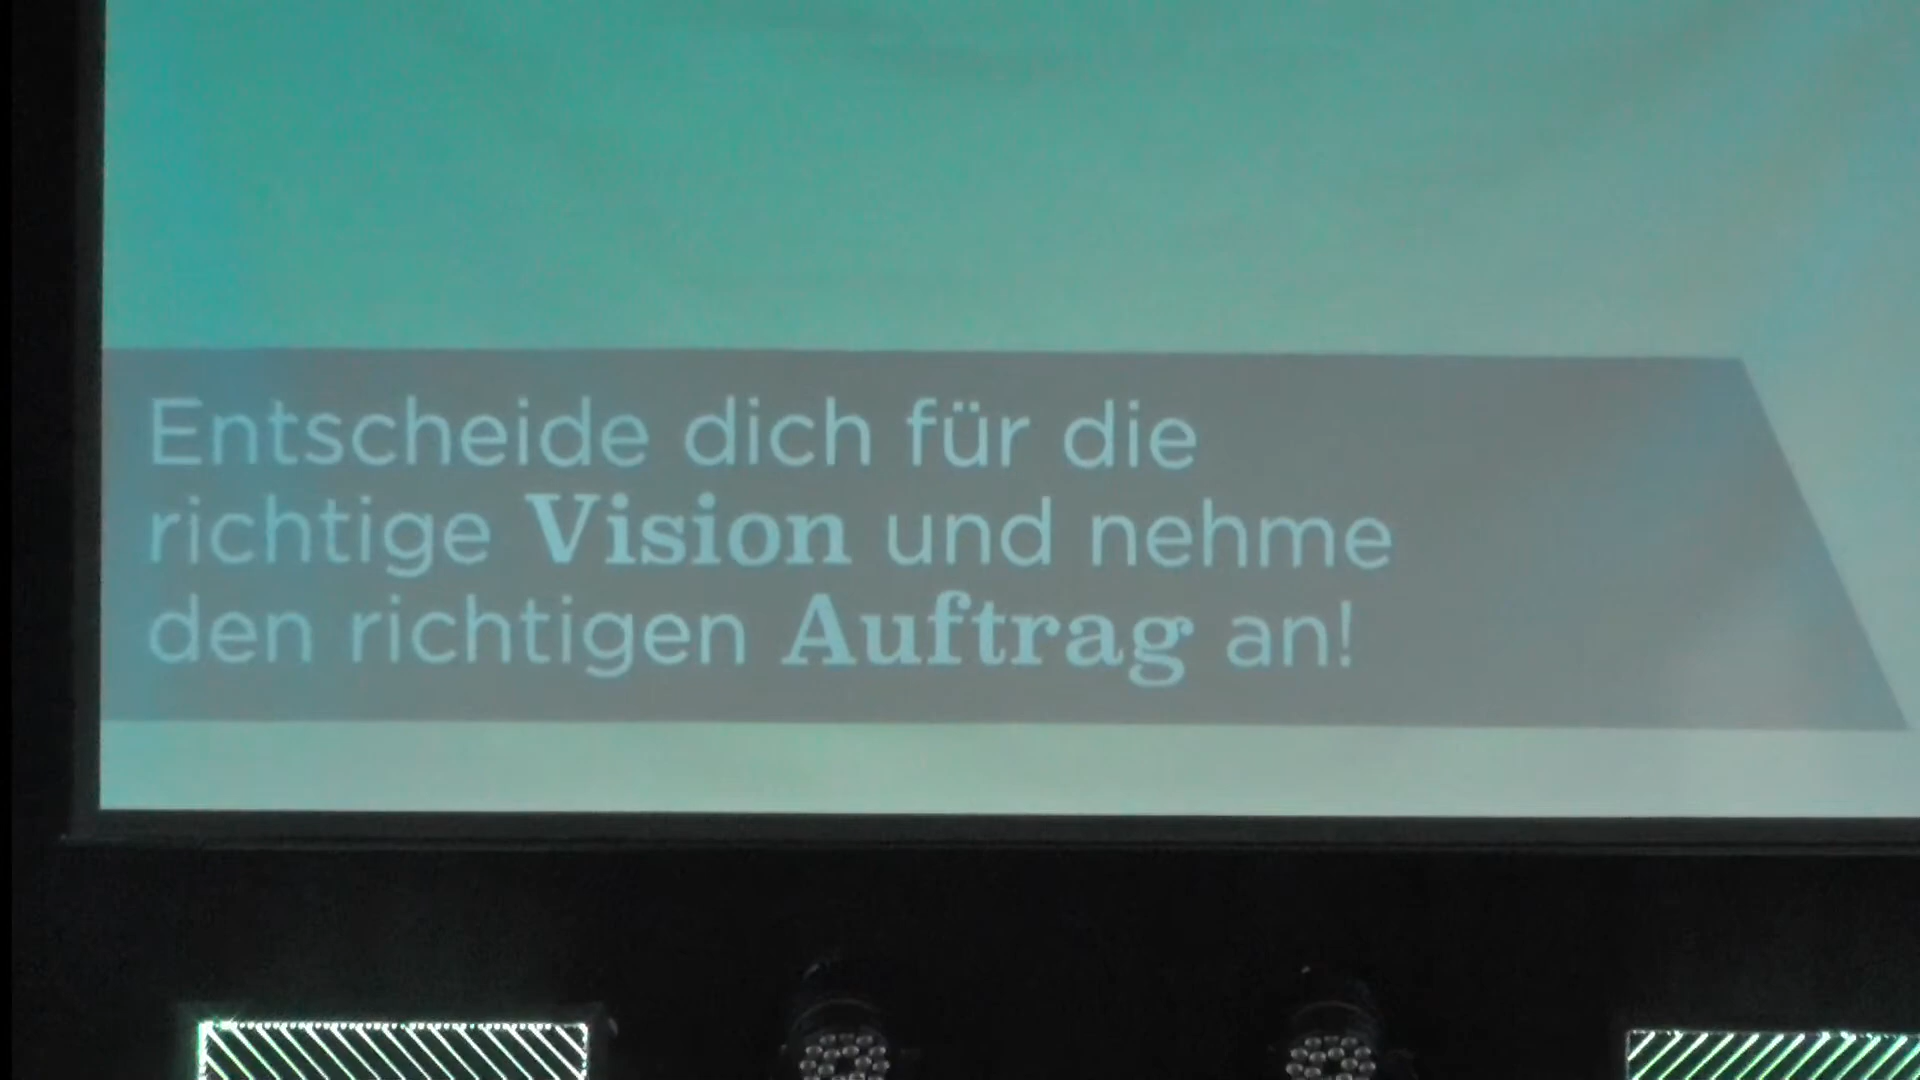 Entscheide dich für die
richtige Vision und nehme
den richtigen Auftrag an!